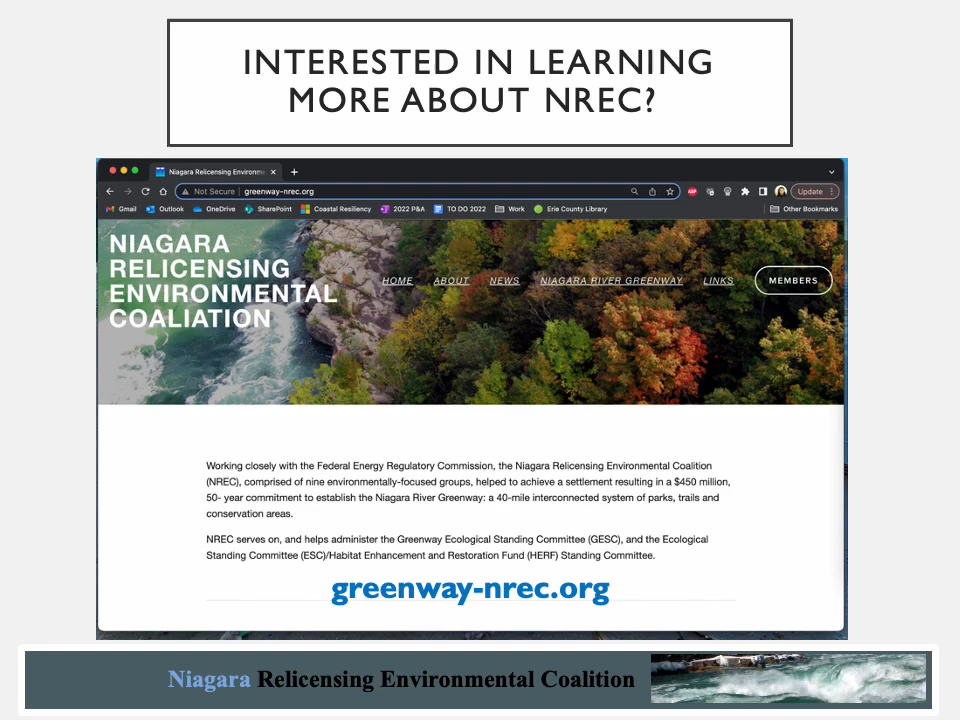 INTERESTED IN LEARNING
MORE ABOUT NREC?
Niagara Relicensing Environme
Not Secure | greenway-nrec.org
ABP
Update
Gmail Outlook OneDrive SharePoint Coastal Resiliency 2022 P&A TO DO 2022 Work Erie County Library Other Bookmarks
NIAGARA
RELICENSING
ENVIRONMENTAL
COALIATION
HOME ABOUT NEWS NIAGARA RIVER GREENWAY LINKS MEMBERS
Working closely with the Federal Energy Regulatory Commission, the Niagara Relicensing Environmental Coalition
(NREC), comprised of nine environmentally-focused groups, helped to achieve a settlement resulting in a $450 million,
50- year commitment to establish the Niagara River Greenway: a 40-mile interconnected system of parks, trails and
conservation areas.
NREC serves on, and helps administer the Greenway Ecological Standing Committee (GESC), and the Ecological
Standing Committee (ESC)/Habitat Enhancement and Restoration Fund (HERF) Standing Committee.
greenway-nrec.org
Niagara Relicensing Environmental Coalition